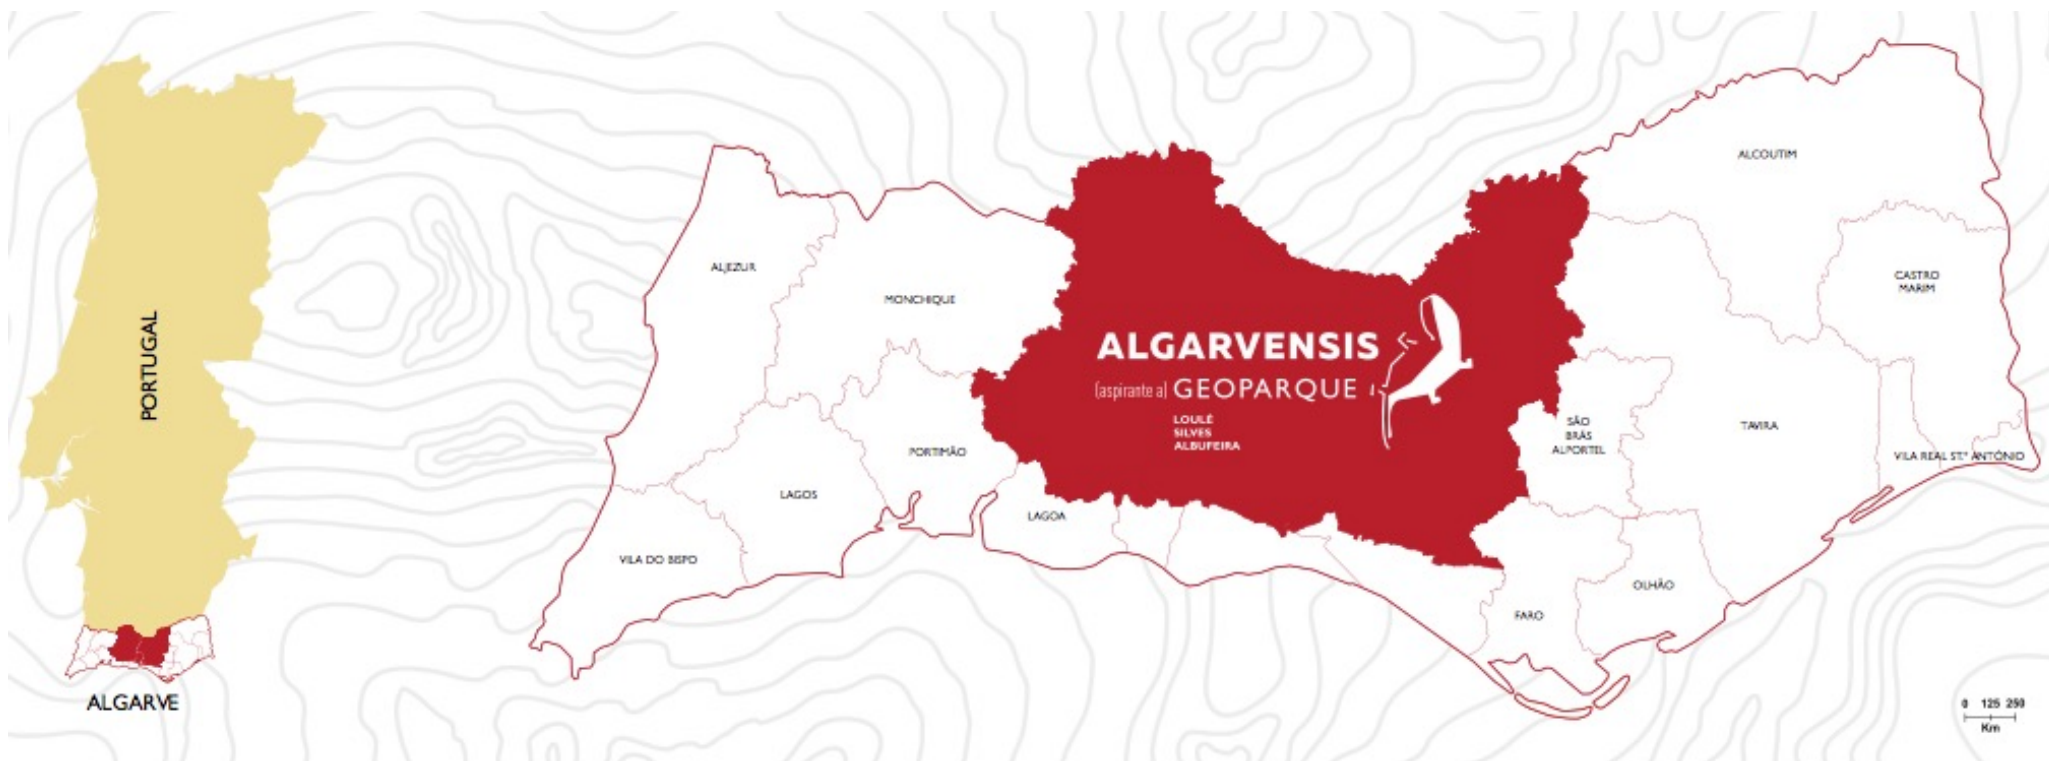 PORTUGAL
ALGARVE
ALJEZUR
MONCHIQUE
PORTIMÃO
LAGOS
VILA DO BISPO
LAGOA
ALGARVENSIS
(aspirante a) GEOPARQUE
LOULÉ
SILVES
ALBUFEIRA
ALCOUTIM
CASTRO
MARIM
SÃO
BRÁS
ALPORTEL
TAVIRA
VILA REAL ST.º ANTÓNIO
OLHÃO
FARO
0 125 250
Km